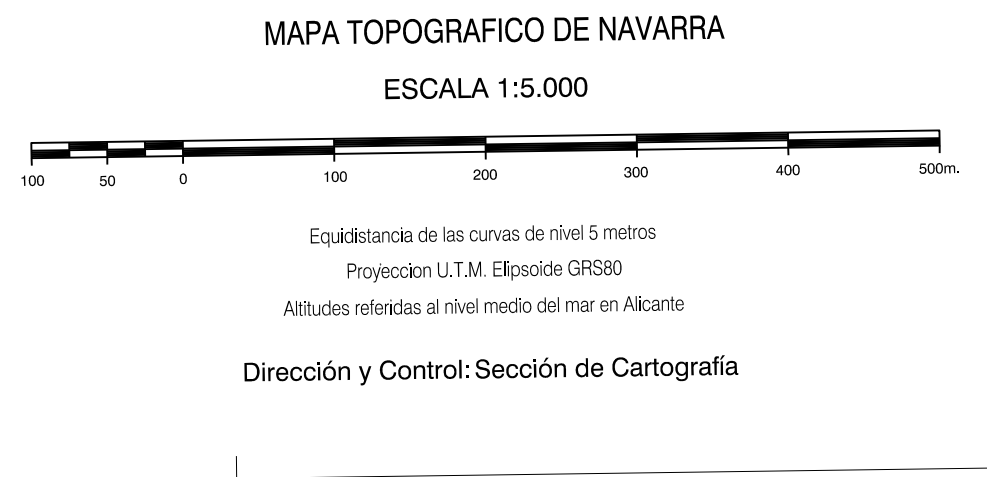 MAPA TOPOGRAFICO DE NAVARRA
ESCALA 1:5.000
100 50 0 100 200 300 400 500m.
Equidistancia de las curvas de nivel 5 metros
Proyeccion U.T.M. Elipsoide GRS80
Altitudes referidas al nivel medio del mar en Alicante
Dirección y Control: Sección de Cartografía